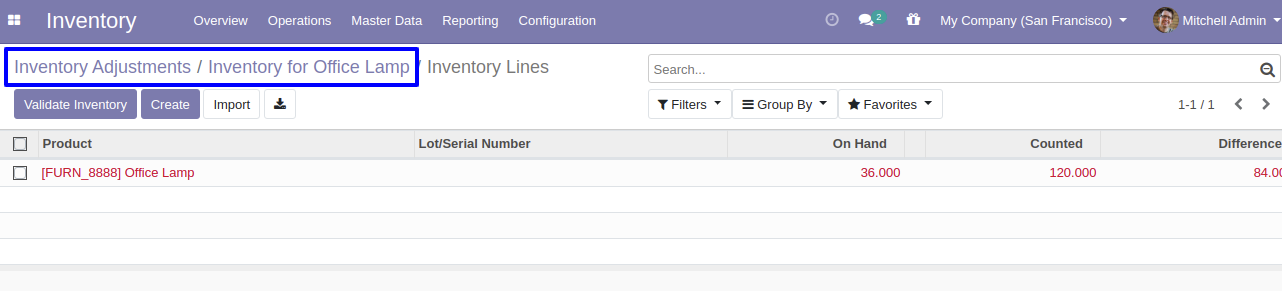 Inventory Overview Operations Master Data Reporting Configuration 2 My Company (San Francisco) Mitchell Admin
Inventory Adjustments / Inventory for Office Lamp / Inventory Lines Search...
Validate Inventory Create Import Filters Group By Favorites 1-1 / 1
Product Lot/Serial Number On Hand Counted Difference
[FURN_8888] Office Lamp 36.000 120.000 84.00